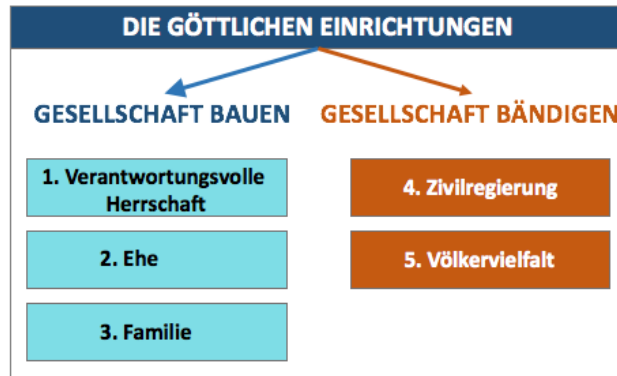 DIE GÖTTLICHEN EINRICHTUNGEN
GESELLSCHAFT BAUEN
1. Verantwortungsvolle
Herrschaft
2. Ehe
3. Familie
GESELLSCHAFT BÄNDIGEN
4. Zivilregierung
5. Völkervielfalt